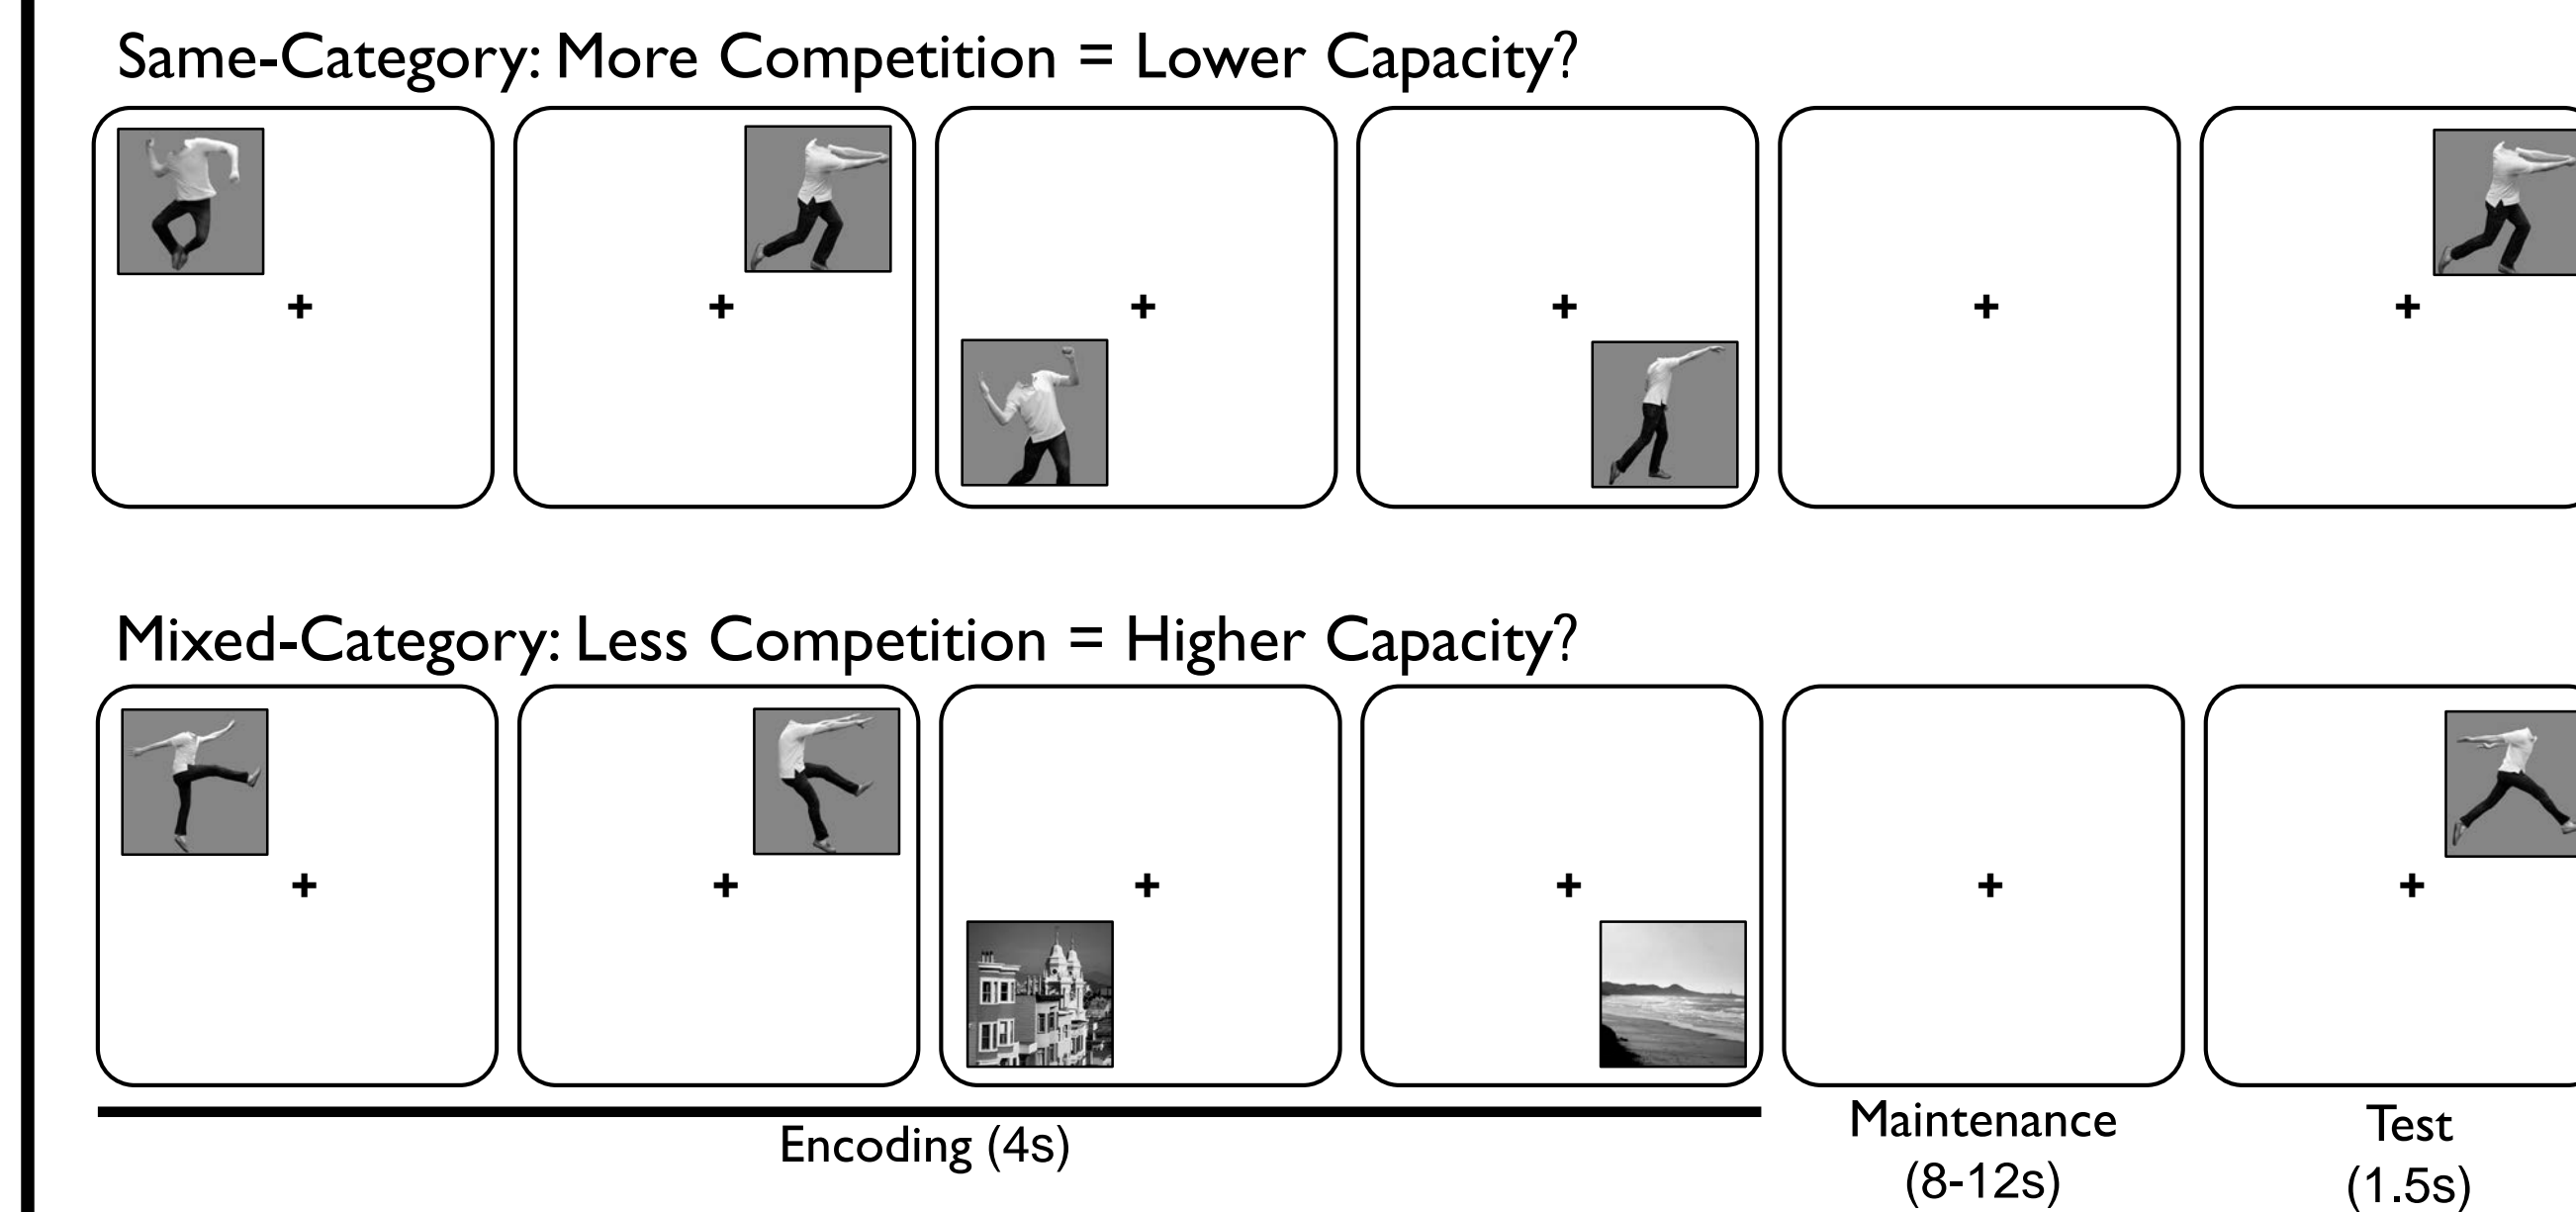 Same-Category: More Competition = Lower Capacity?
Mixed-Category: Less Competition = Higher Capacity?
Encoding (4s)
Maintenance
(8-12s)
Test
(1.5s)